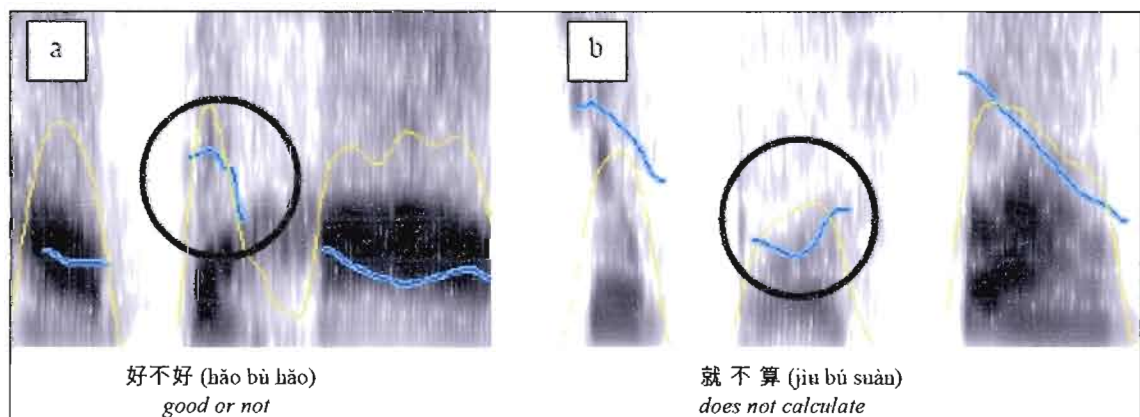 a
b
好不好 (hǎo bù hǎo)
good or not
就 不 算 (jiu bú suàn)
does not calculate